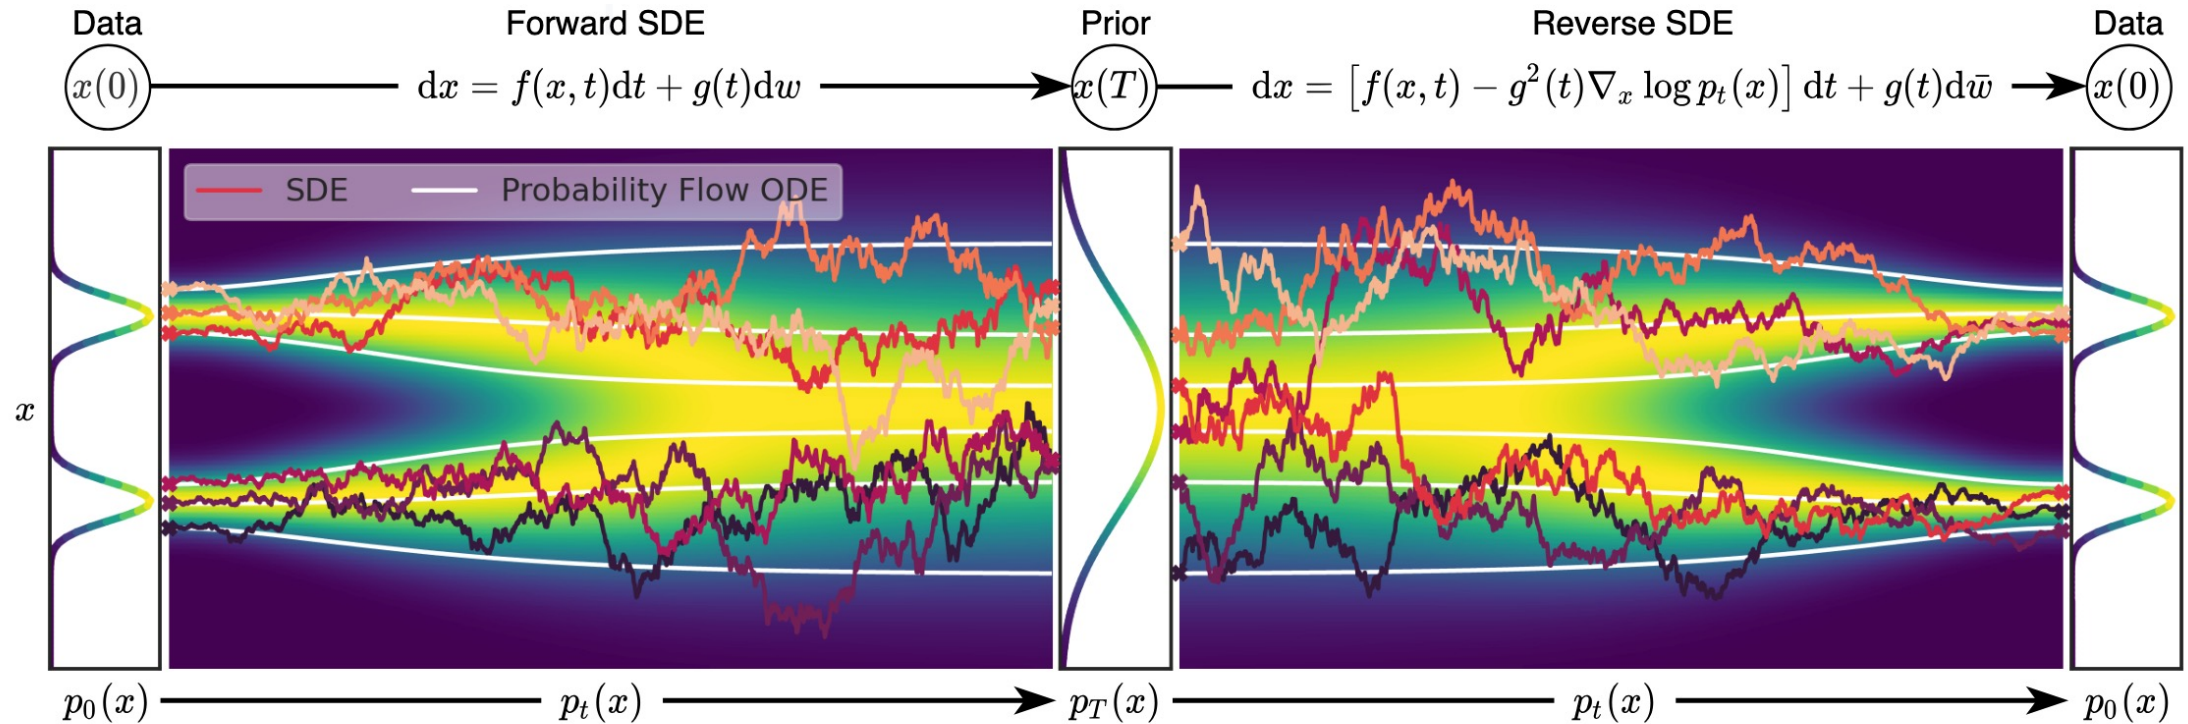 Data Forward SDE Prior Reverse SDE Data
x(0) dx = f(x, t)dt + g(t)dw x(T) dx = [f(x, t) − g²(t)∇ₓ log pₜ(x)] dt + g(t)dw̄ x(0)
SDE Probability Flow ODE
x
p₀(x) pₜ(x) p_T(x) pₜ(x) p₀(x)